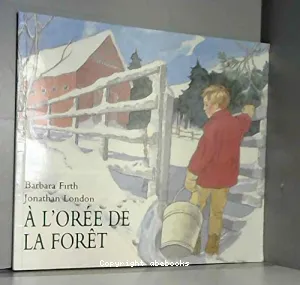 Barbara Firth
Jonathan London
À L'ORÉE DE
LA FORÊT
Copyright abebooks